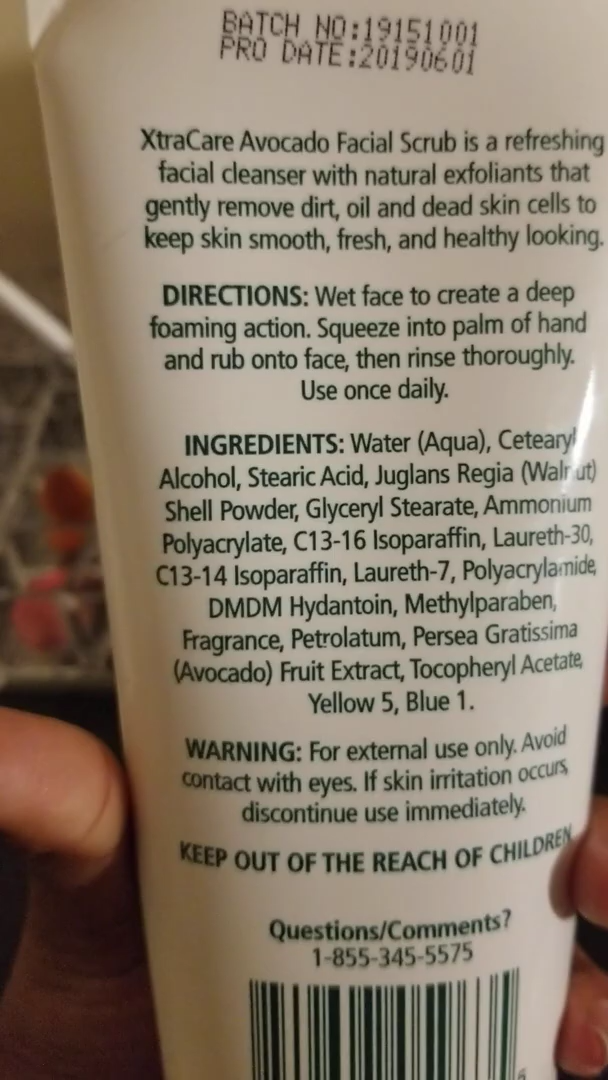 BATCH NO:19151001
PRO DATE:20190601
XtraCare Avocado Facial Scrub is a refreshing
facial cleanser with natural exfoliants that
gently remove dirt, oil and dead skin cells to
keep skin smooth, fresh, and healthy looking.
DIRECTIONS: Wet face to create a deep
foaming action. Squeeze into palm of hand
and rub onto face, then rinse thoroughly.
Use once daily.
INGREDIENTS: Water (Aqua), Cetearyl
Alcohol, Stearic Acid, Juglans Regia (Walnut)
Shell Powder, Glyceryl Stearate, Ammonium
Polyacrylate, C13-16 Isoparaffin, Laureth-30,
C13-14 Isoparaffin, Laureth-7, Polyacrylamide,
DMDM Hydantoin, Methylparaben,
Fragrance, Petrolatum, Persea Gratissima
(Avocado) Fruit Extract, Tocopheryl Acetate,
Yellow 5, Blue 1.
WARNING: For external use only. Avoid
contact with eyes. If skin irritation occurs,
discontinue use immediately.
KEEP OUT OF THE REACH OF CHILDREN
Questions/Comments?
1-855-345-5575